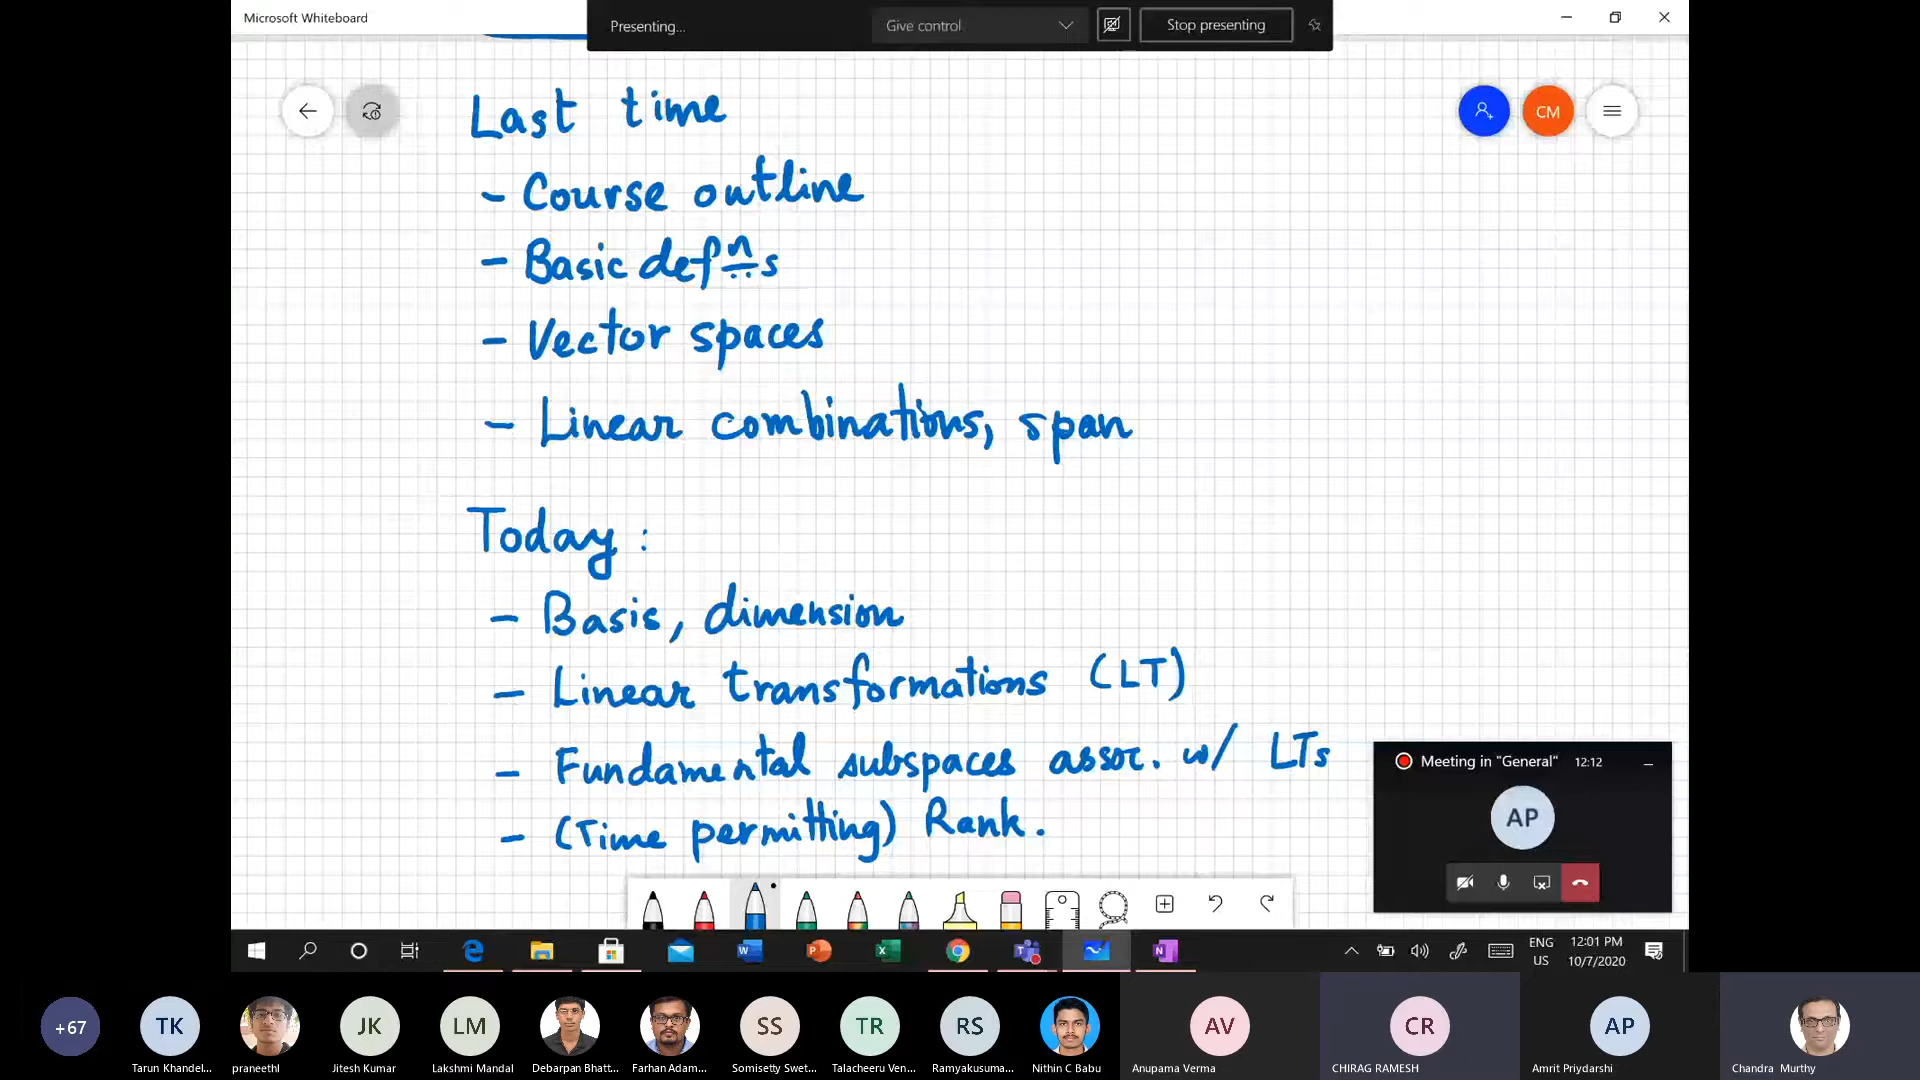 Microsoft Whiteboard
Presenting...
Give control
Stop presenting
CM
Last time
- Course outline
- Basic defⁿs
- Vector spaces
- Linear combinations, span
Today :
- Basis, dimension
- Linear transformations (LT)
- Fundamental subspaces assoc. w/ LTs
- (Time permitting) Rank.
Meeting in "General" 12:12
AP
ENG
US
12:01 PM
10/7/2020
+67
TK
JK
LM
SS
TR
RS
AV
CR
AP
Tarun Khandel...
praneethl
Jitesh Kumar
Lakshmi Mandal
Debarpan Bhatt...
Farhan Adam...
Somisetty Swet...
Talacheeru Ven...
Ramyakusuma...
Nithin C Babu
Anupama Verma
CHIRAG RAMESH
Amrit Priydarshi
Chandra Murthy